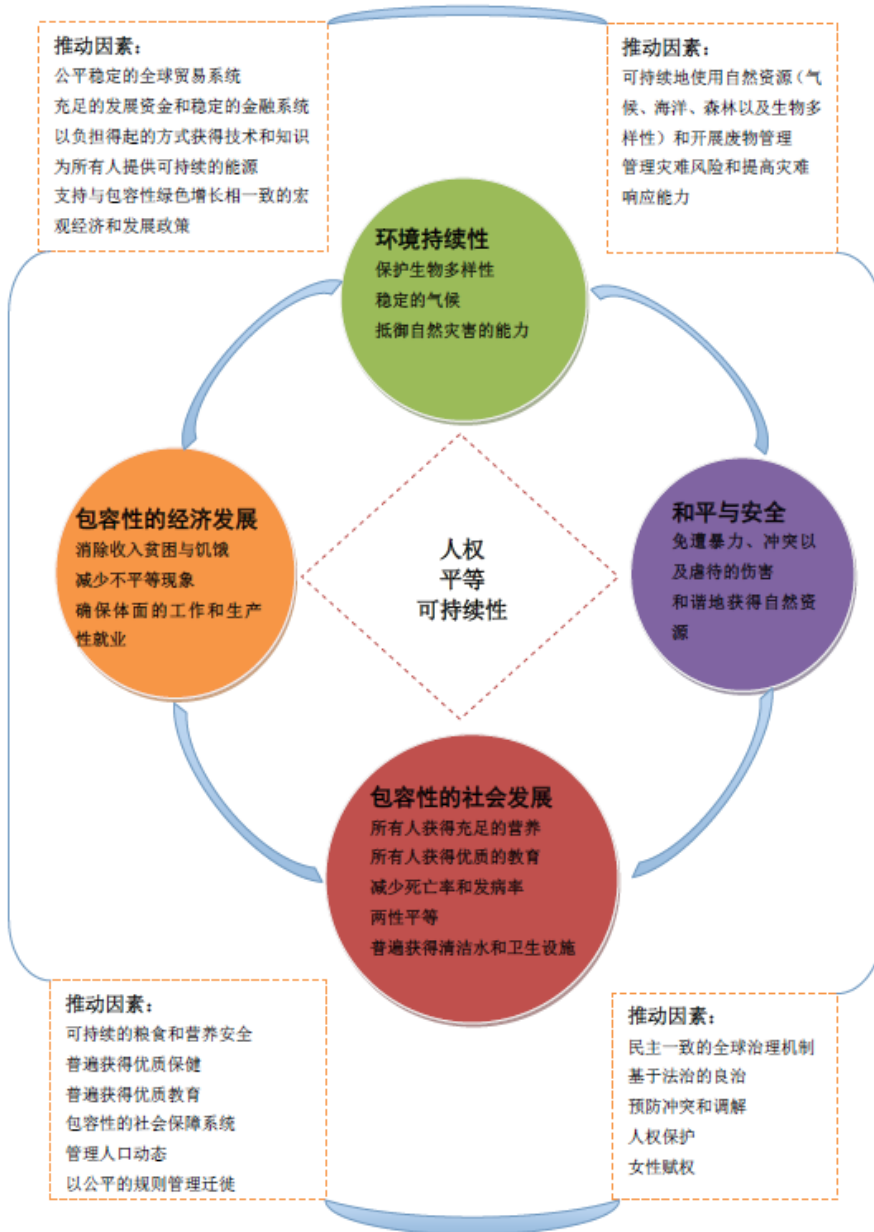 推动因素：
公平稳定的全球贸易系统
充足的发展资金和稳定的金融系统
以负担得起的方式获得技术和知识
为所有人提供可持续的能源
支持与包容性绿色增长相一致的宏
观经济和发展政策
推动因素：
可持续地使用自然资源（气
候、海洋、森林以及生物多
样性）和开展废物管理
管理灾难风险和提高灾难
响应能力
环境持续性
保护生物多样性
稳定的气候
抵御自然灾害的能力
包容性的经济发展
消除收入贫困与饥饿
减少不平等现象
确保体面的工作和生产
性就业
人权
平等
可持续性
和平与安全
免遭暴力、冲突以
及虐待的伤害
和谐地获得自然资
源
包容性的社会发展
所有人获得充足的营养
所有人获得优质的教育
减少死亡率和发病率
两性平等
普遍获得清洁水和卫生设施
推动因素：
可持续的粮食和营养安全
普遍获得优质保健
普遍获得优质教育
包容性的社会保障系统
管理人口动态
以公平的规则管理迁徙
推动因素：
民主一致的全球治理机制
基于法治的良治
预防冲突和调解
人权保护
女性赋权